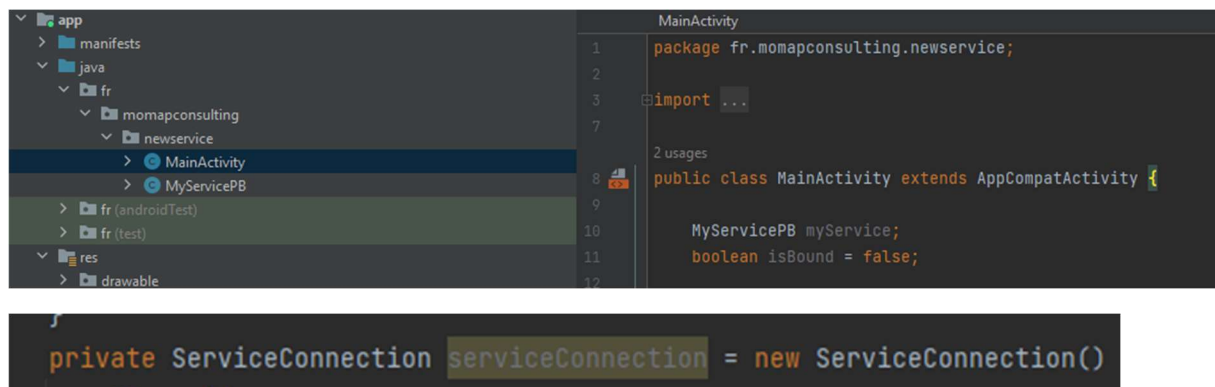 app
manifests
java
fr
momapconsulting
newservice
MainActivity
MyServicePB
fr (androidTest)
fr (test)
res
drawable
MainActivity
1 package fr.momapconsulting.newservice;
2
3 import ...
7
2 usages
8 public class MainActivity extends AppCompatActivity {
9
10 MyServicePB myService;
11 boolean isBound = false;
12
}
private ServiceConnection serviceConnection = new ServiceConnection()